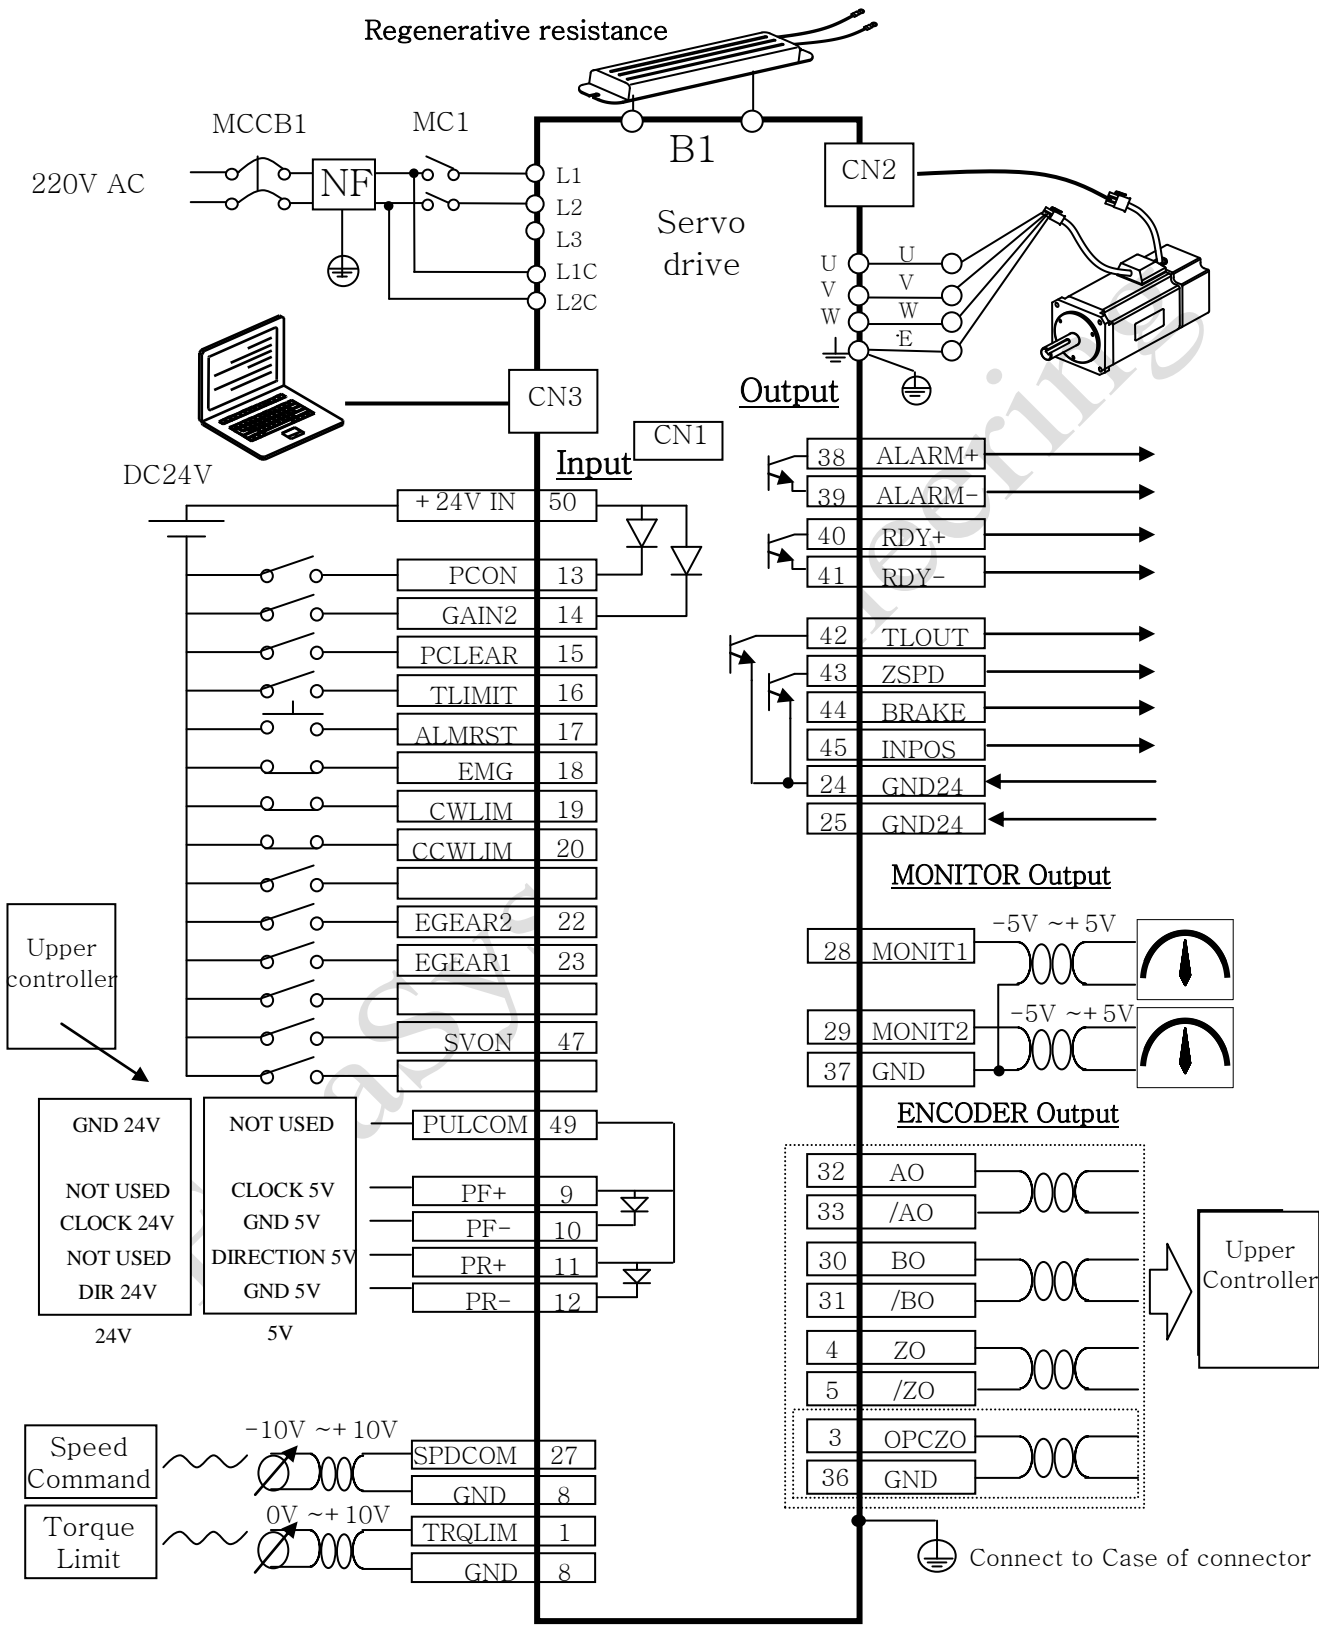 Regenerative resistance
MCCB1
MC1
B1
CN2
220V AC
NF
L1
L2
L3
L1C
L2C
Servo
drive
U
V
W
U
V
W
E
CN3
CN1
Output
Input
DC24V
+24V IN 50
PCON 13
GAIN2 14
PCLEAR 15
TLIMIT 16
ALMRST 17
EMG 18
CWLIM 19
CCWLIM 20
EGEAR2 22
EGEAR1 23
SVON 47
Upper
controller
GND 24V
NOT USED
CLOCK 24V
NOT USED
DIR 24V
24V
NOT USED
CLOCK 5V
GND 5V
DIRECTION 5V
GND 5V
5V
PULCOM 49
PF+ 9
PF- 10
PR+ 11
PR- 12
Speed
Command
-10V ~+10V
SPDCOM 27
GND 8
Torque
Limit
0V ~+10V
TRQLIM 1
GND 8
38 ALARM+
39 ALARM-
40 RDY+
41 RDY-
42 TLOUT
43 ZSPD
44 BRAKE
45 INPOS
24 GND24
25 GND24
MONITOR Output
-5V ~+5V
28 MONIT1
-5V ~+5V
29 MONIT2
37 GND
ENCODER Output
32 AO
33 /AO
30 BO
31 /BO
4 ZO
5 /ZO
3 OPCZO
36 GND
Upper
Controller
Connect to Case of connector